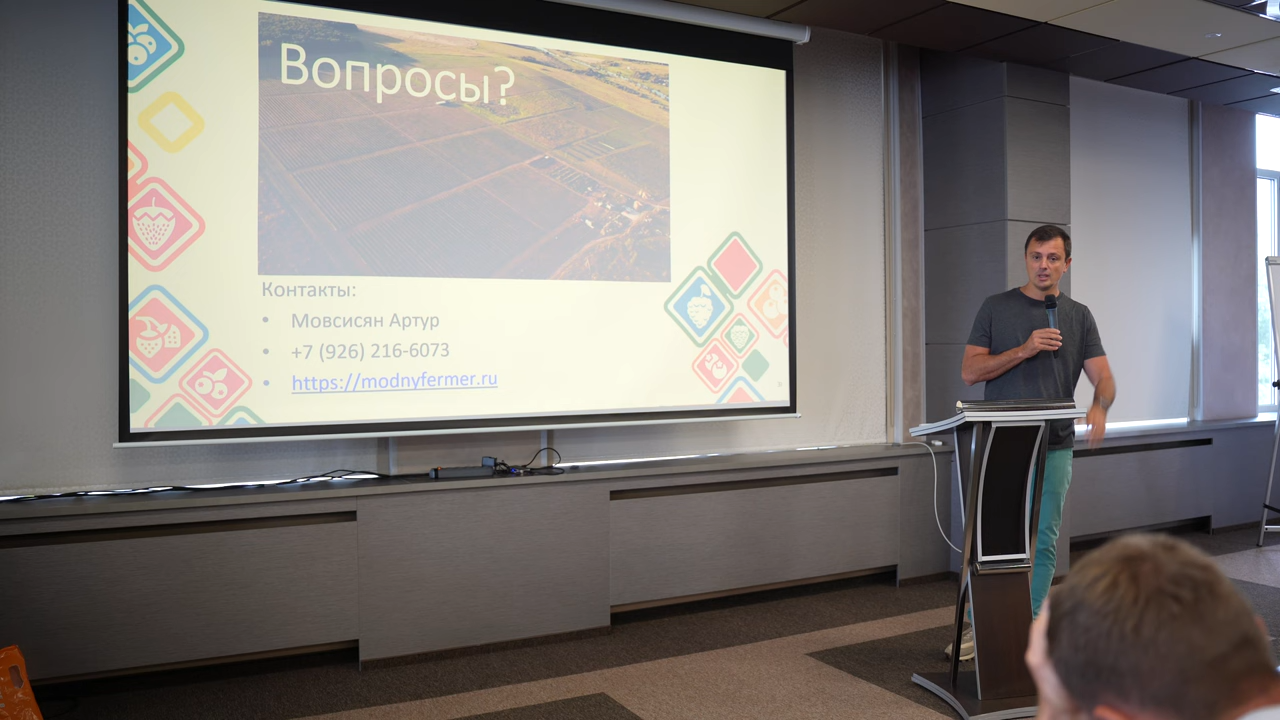 Вопросы?
Контакты:
• Мовсисян Артур
• +7 (926) 216-6073
• https://modnyfermer.ru